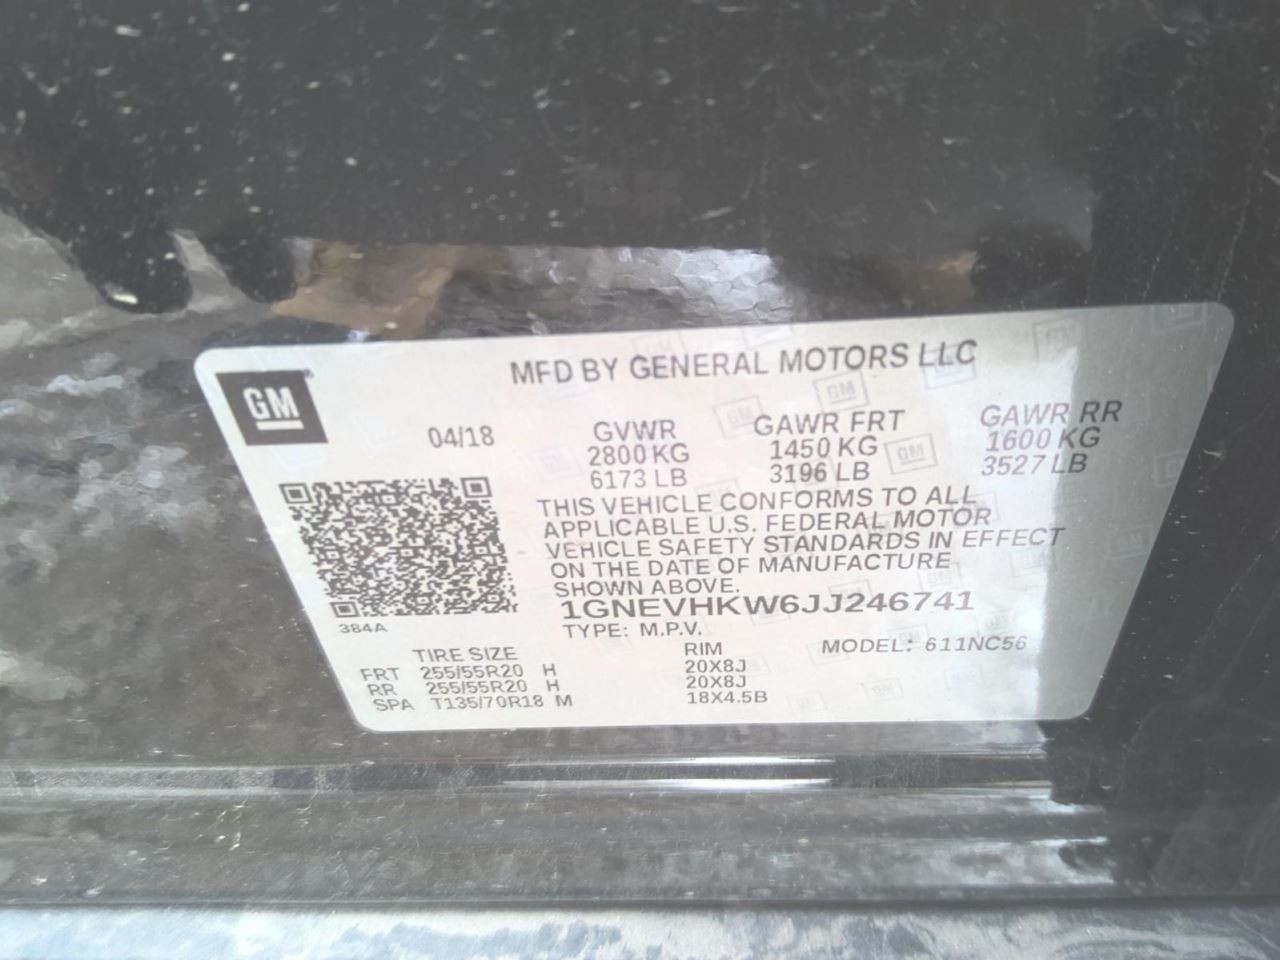 MFD BY GENERAL MOTORS LLC
GM
04/18 GVWR GAWR FRT GAWR RR
2800 KG 1450 KG 1600 KG
6173 LB 3196 LB 3527 LB
THIS VEHICLE CONFORMS TO ALL
APPLICABLE U.S. FEDERAL MOTOR
VEHICLE SAFETY STANDARDS IN EFFECT
ON THE DATE OF MANUFACTURE
SHOWN ABOVE.
1GNEVHKW6JJ246741
384A
TYPE: M.P.V. MODEL: 611NC56
TIRE SIZE RIM
FRT 255/55R20 H 20X8J
RR 255/55R20 H 20X8J
SPA T135/70R18 M 18X4.5B